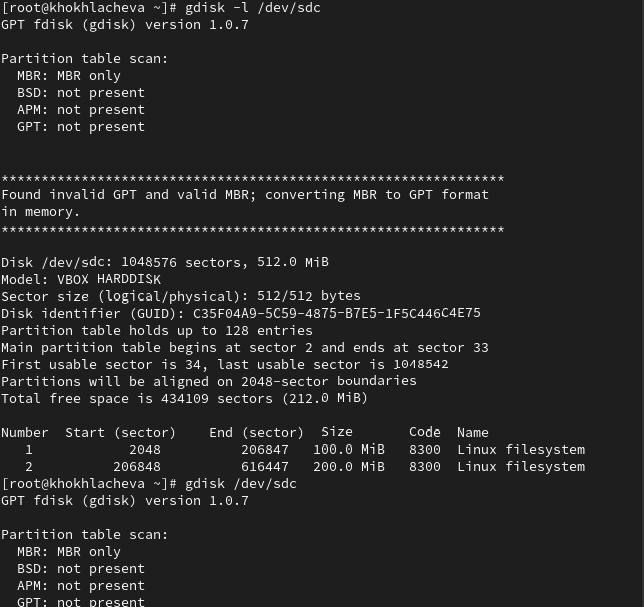 [root@khokhlacheva ~]# gdisk -l /dev/sdc
GPT fdisk (gdisk) version 1.0.7
Partition table scan:
  MBR: MBR only
  BSD: not present
  APM: not present
  GPT: not present
***************************************************************
Found invalid GPT and valid MBR; converting MBR to GPT format
in memory.
***************************************************************
Disk /dev/sdc: 1048576 sectors, 512.0 MiB
Model: VBOX HARDDISK
Sector size (logical/physical): 512/512 bytes
Disk identifier (GUID): C35F04A9-5C59-4875-B7E5-1F5C446C4E75
Partition table holds up to 128 entries
Main partition table begins at sector 2 and ends at sector 33
First usable sector is 34, last usable sector is 1048542
Partitions will be aligned on 2048-sector boundaries
Total free space is 434109 sectors (212.0 MiB)
Number  Start (sector)    End (sector)  Size       Code  Name
   1            2048          206847   100.0 MiB   8300  Linux filesystem
   2          206848          616447   200.0 MiB   8300  Linux filesystem
[root@khokhlacheva ~]# gdisk /dev/sdc
GPT fdisk (gdisk) version 1.0.7
Partition table scan:
  MBR: MBR only
  BSD: not present
  APM: not present
  GPT: not present